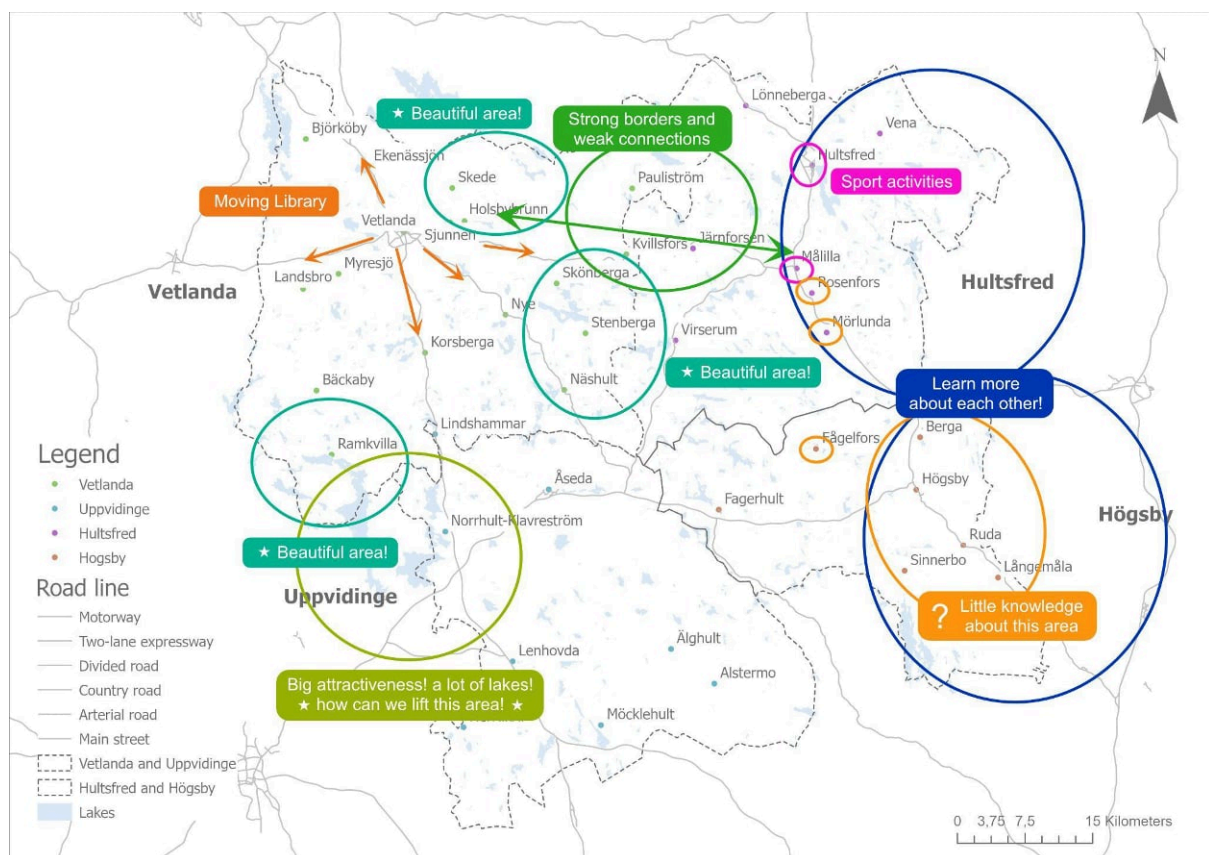 N
Lönneberga
★ Beautiful area!
Strong borders and
weak connections
Vena
Björköby
Ekenässjön
Hultsfred
Skede
Pauliström
Sport activities
Moving Library
Holsbybrunn
Vetlanda
Sjunnen
Kvillsfors
Järnforsen
Målilla
Myresjö
Landsbro
Skönberga
Vetlanda
Rosenfors
Hultsfred
Nye
Stenberga
Mörlunda
Virserum
Korsberga
★ Beautiful area!
Bäckaby
Näshult
Learn more
about each other!
Lindshammar
Berga
Ramkvilla
Fågelfors
Legend
Vetlanda
Uppvidinge
Hultsfred
Hogsby
Åseda
Högsby
Fagerhult
Högsby
Norrhult-Klavreström
Ruda
★ Beautiful area!
Sinnerbo
Långemåla
Uppvidinge
? Little knowledge
about this area
Road line
Motorway
Two-lane expressway
Divided road
Country road
Arterial road
Main street
Vetlanda and Uppvidinge
Hultsfred and Högsby
Lakes
Älghult
Lenhovda
Alstermo
Big attractiveness! a lot of lakes!
★ how can we lift this area! ★
Möcklehult
0 3,75 7,5 15 Kilometers